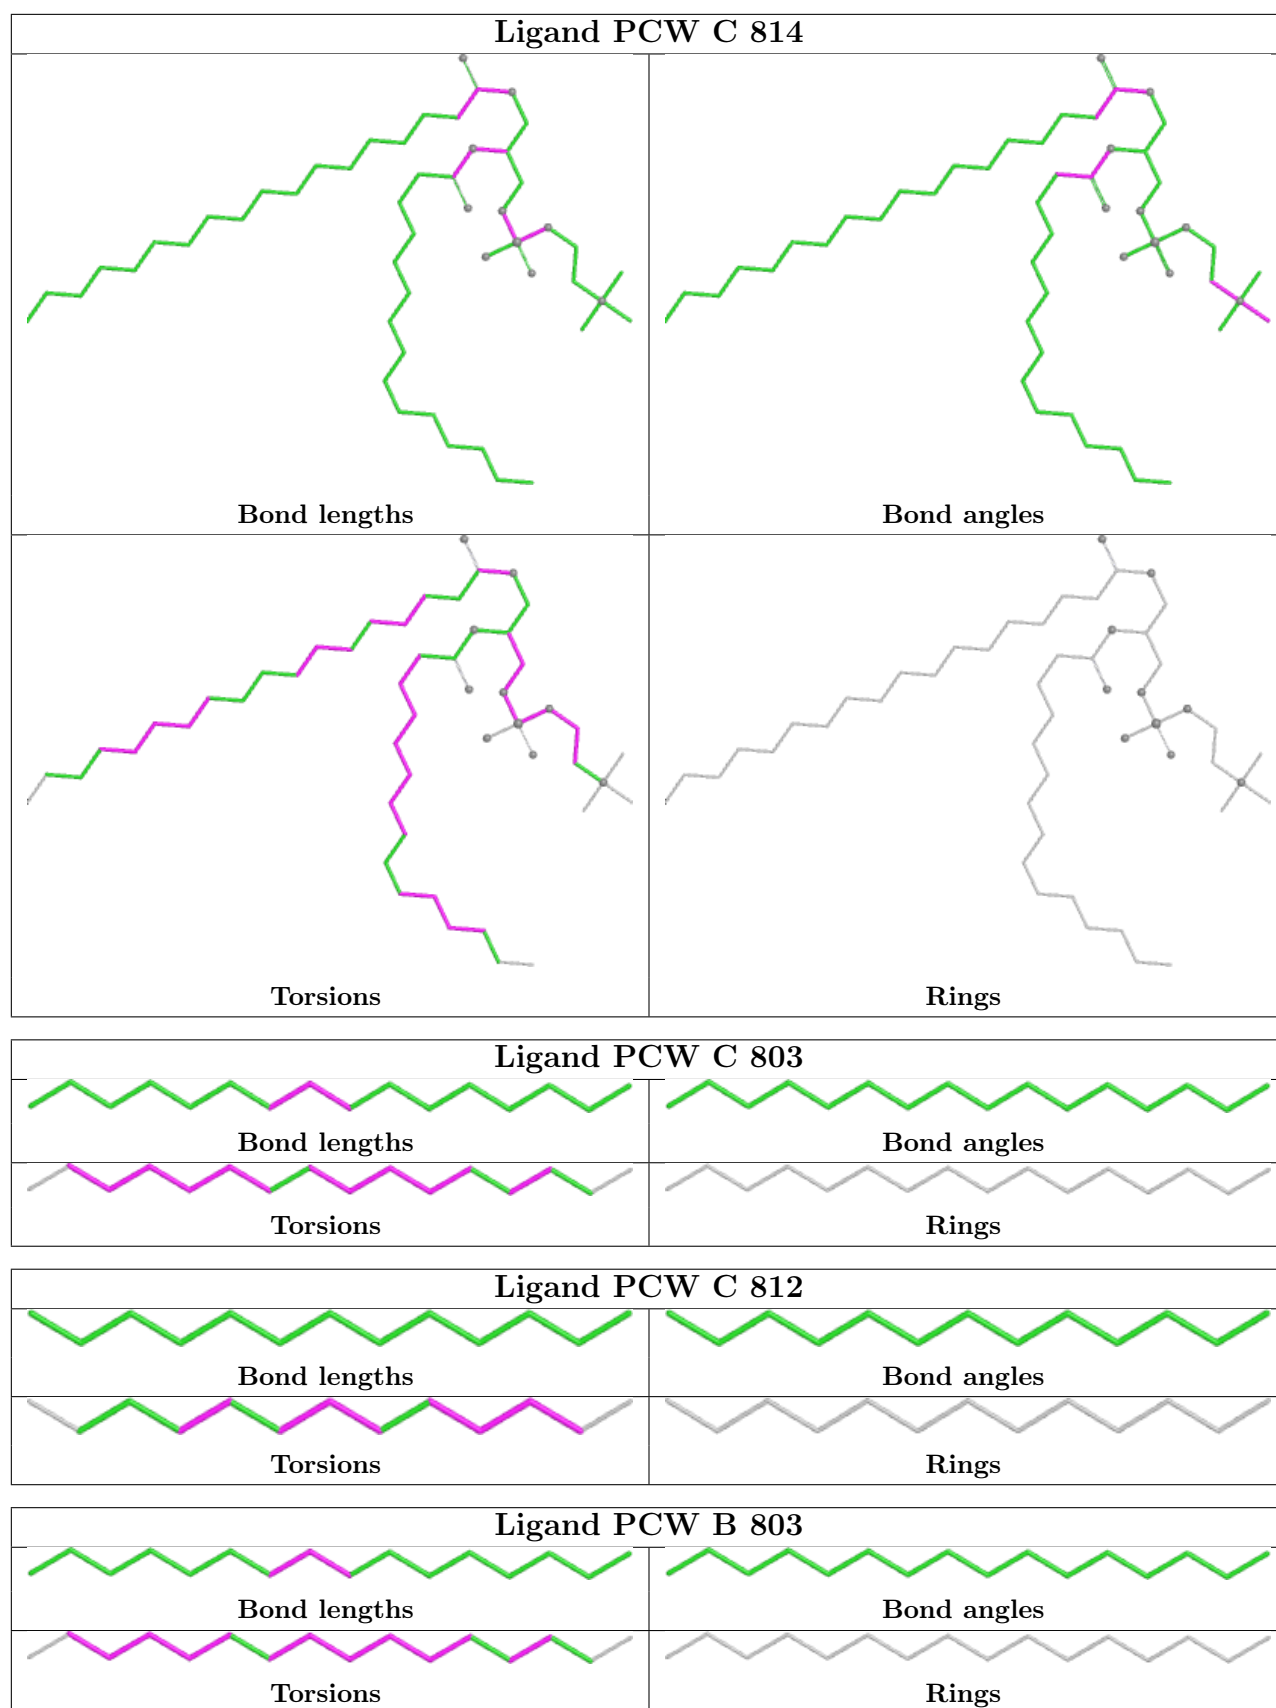 Ligand PCW C 814
Bond lengths Bond angles
Torsions Rings
Ligand PCW C 803
Bond lengths Bond angles
Torsions Rings
Ligand PCW C 812
Bond lengths Bond angles
Torsions Rings
Ligand PCW B 803
Bond lengths Bond angles
Torsions Rings